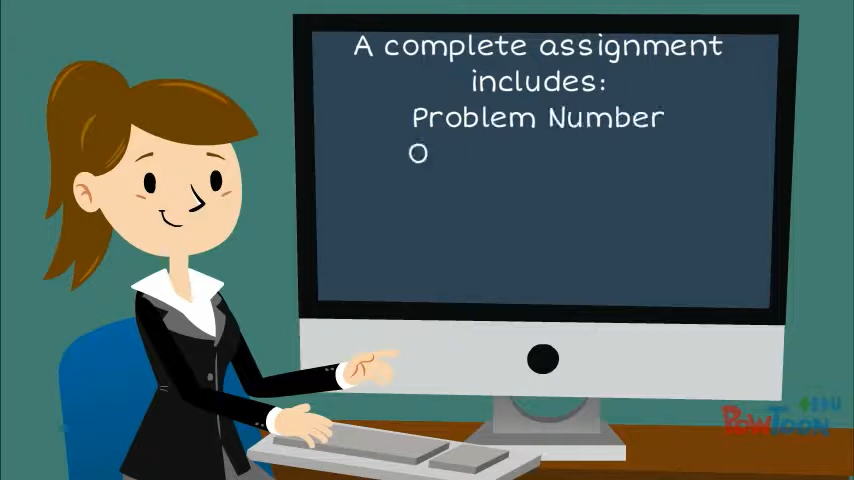 A complete assignment
includes:
Problem Number
O
EDU
POWTOON